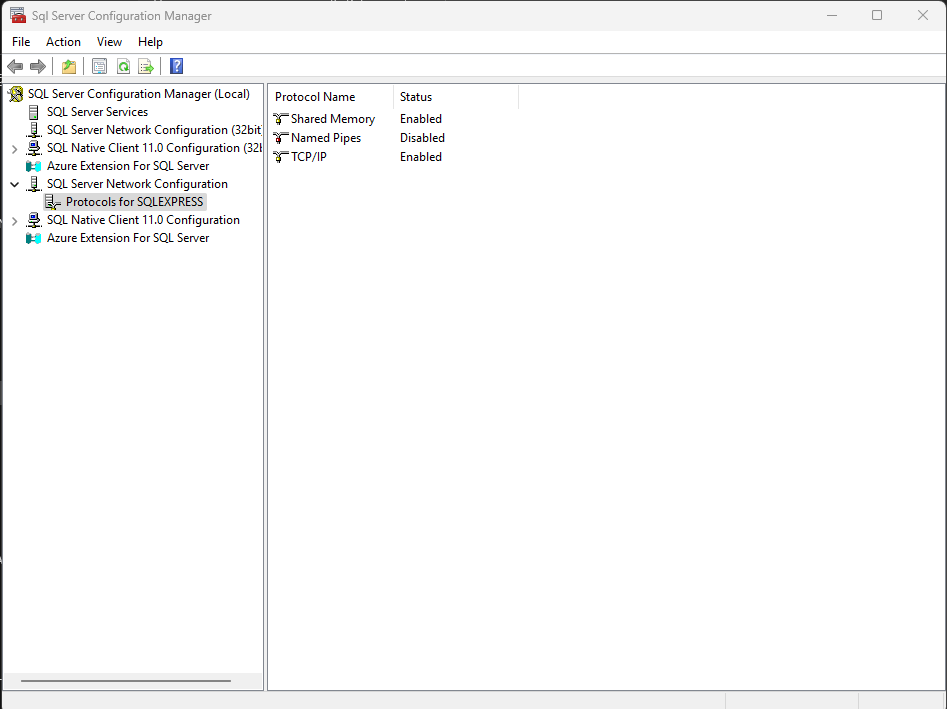 Sql Server Configuration Manager
File Action View Help
SQL Server Configuration Manager (Local)
SQL Server Services
SQL Server Network Configuration (32bit
SQL Native Client 11.0 Configuration (32b
Azure Extension For SQL Server
SQL Server Network Configuration
Protocols for SQLEXPRESS
SQL Native Client 11.0 Configuration
Azure Extension For SQL Server
Protocol Name Status
Shared Memory Enabled
Named Pipes Disabled
TCP/IP Enabled